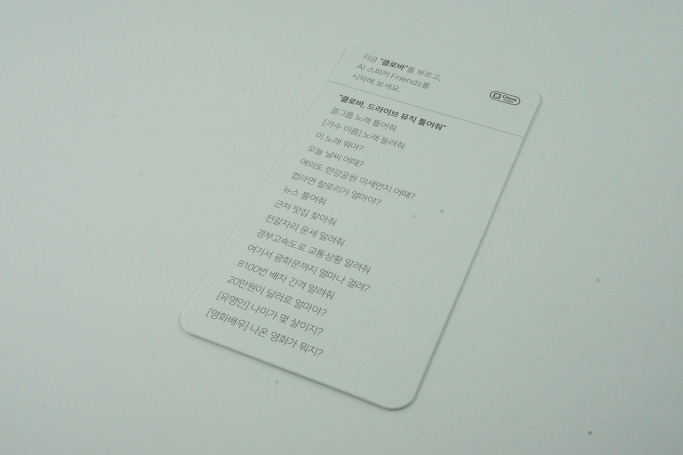 지금 "클로바"를 부르고,
AI 스피커 Friends를
시작해 보세요.
Clova
"클로바, 드라이브 뮤직 틀어줘"
걸그룹 노래 틀어줘
[가수 이름] 노래 들려줘
이 노래 뭐야?
오늘 날씨 어때?
여의도 한강공원 미세먼지 어때?
컵라면 칼로리가 얼마야?
뉴스 틀어줘
근처 맛집 찾아줘
전갈자리 운세 알려줘
경부고속도로 교통상황 알려줘
여기서 광화문까지 얼마나 걸려?
8100번 배차 간격 알려줘
20만원이 달러로 얼마야?
[유명인] 나이가 몇 살이지?
[영화배우] 나온 영화가 뭐지?